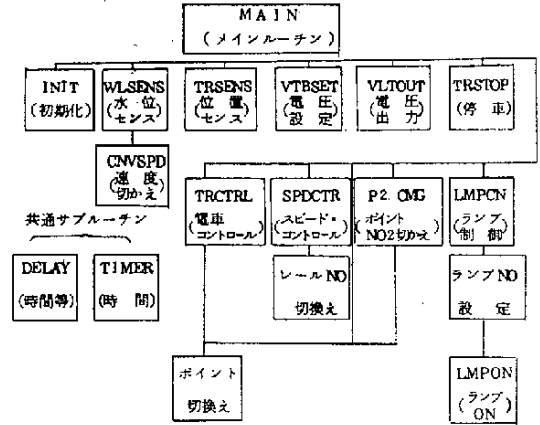 MAIN
(メインルーチン)
INIT
(初期化)
WLSENS
(水位センス)
TRSENS
(位置センス)
VTBSET
(電圧設定)
VLTOUT
(電圧出力)
TRSTOP
(停車)
CNVSPD
(速度切かえ)
共通サブルーチン
DELAY
(時間等)
TIMER
(時間)
TRCTRL
(電車コントロール)
SPDCTR
(スピード・コントロール)
P2.CMG
(ポイントNO2切かえ)
LMPCN
(ランプ制御)
レールNO
切換え
ランプNO
設定
ポイント
切換え
LMPON
(ランプON)